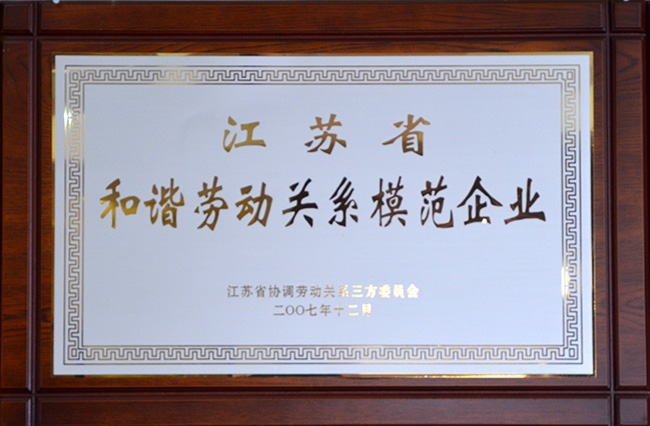 江苏省
和谐劳动关系模范企业
江苏省协调劳动关系三方委员会
二〇〇七年十二月